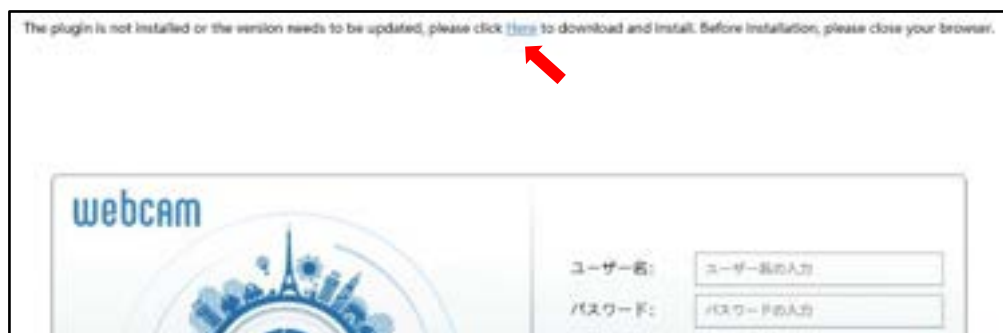 The plugin is not installed or the version needs to be updated, please click Here to download and install. Before installation, please close your browser.
webcam
ユーザー名: ユーザー名の入力
パスワード: パスワードの入力